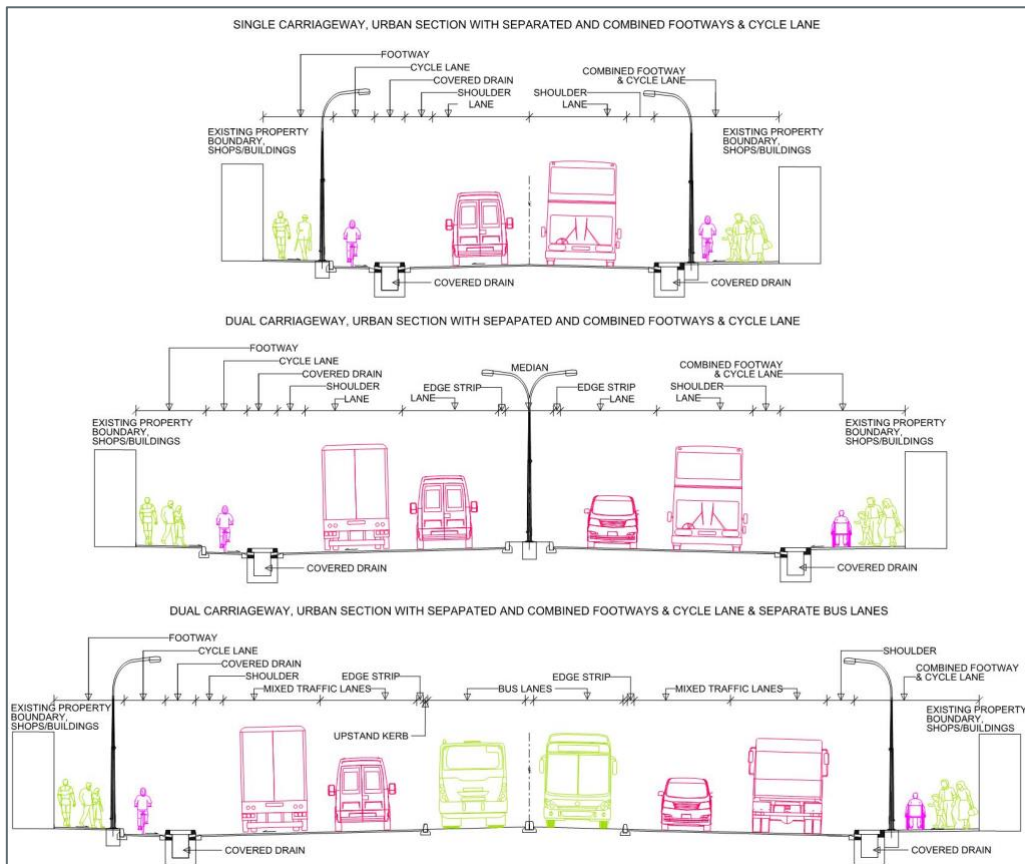 SINGLE CARRIAGEWAY, URBAN SECTION WITH SEPARATED AND COMBINED FOOTWAYS & CYCLE LANE
FOOTWAY
CYCLE LANE
COVERED DRAIN
SHOULDER
LANE
SHOULDER
LANE
COMBINED FOOTWAY
& CYCLE LANE
EXISTING PROPERTY
BOUNDARY,
SHOPS/BUILDINGS
EXISTING PROPERTY
BOUNDARY,
SHOPS/BUILDINGS
COVERED DRAIN
COVERED DRAIN
DUAL CARRIAGEWAY, URBAN SECTION WITH SEPAPATED AND COMBINED FOOTWAYS & CYCLE LANE
FOOTWAY
CYCLE LANE
COVERED DRAIN
SHOULDER
LANE
EDGE STRIP
LANE
MEDIAN
EDGE STRIP
LANE
COMBINED FOOTWAY
& CYCLE LANE
SHOULDER
LANE
EXISTING PROPERTY
BOUNDARY,
SHOPS/BUILDINGS
EXISTING PROPERTY
BOUNDARY,
SHOPS/BUILDINGS
COVERED DRAIN
COVERED DRAIN
DUAL CARRIAGEWAY, URBAN SECTION WITH SEPAPATED AND COMBINED FOOTWAYS & CYCLE LANE & SEPARATE BUS LANES
FOOTWAY
CYCLE LANE
COVERED DRAIN
SHOULDER
MIXED TRAFFIC LANES
EDGE STRIP
BUS LANES
EDGE STRIP
MIXED TRAFFIC LANES
SHOULDER
COMBINED FOOTWAY
& CYCLE LANE
EXISTING PROPERTY
BOUNDARY,
SHOPS/BUILDINGS
UPSTAND KERB
EXISTING PROPERTY
BOUNDARY,
SHOPS/BUILDINGS
COVERED DRAIN
COVERED DRAIN